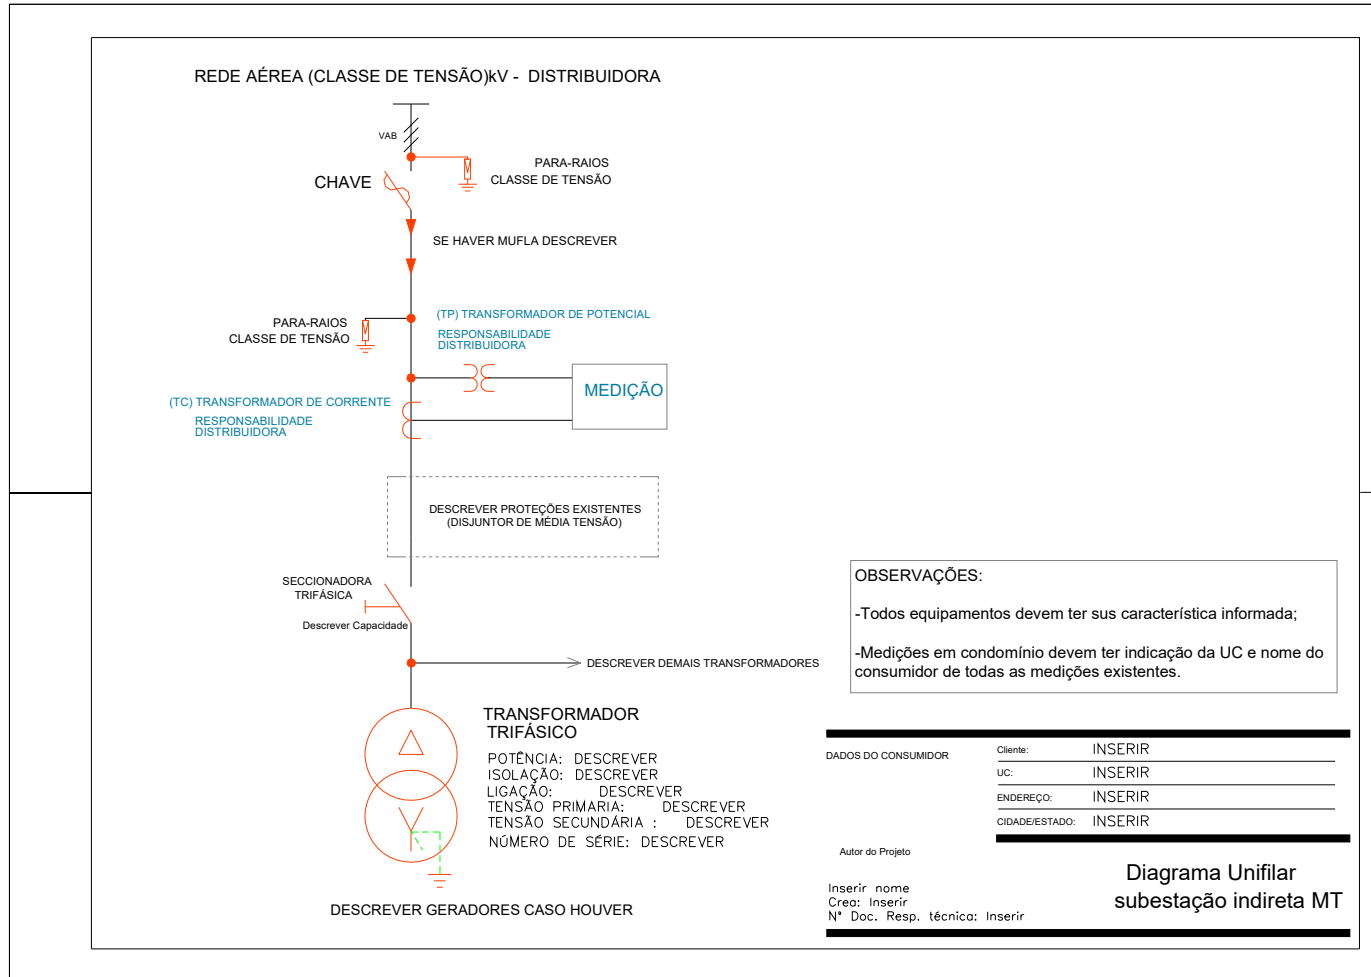 REDE AÉREA (CLASSE DE TENSÃO)kV - DISTRIBUIDORA
VAB
PARA-RAIOS
CLASSE DE TENSÃO
CHAVE
SE HAVER MUFLA DESCREVER
PARA-RAIOS
CLASSE DE TENSÃO
(TP) TRANSFORMADOR DE POTENCIAL
RESPONSABILIDADE
DISTRIBUIDORA
MEDIÇÃO
(TC) TRANSFORMADOR DE CORRENTE
RESPONSABILIDADE
DISTRIBUIDORA
DESCREVER PROTEÇÕES EXISTENTES
(DISJUNTOR DE MÉDIA TENSÃO)
SECCIONADORA
TRIFÁSICA
Descrever Capacidade
DESCREVER DEMAIS TRANSFORMADORES
TRANSFORMADOR
TRIFÁSICO
POTÊNCIA: DESCREVER
ISOLAÇÃO: DESCREVER
LIGAÇÃO: DESCREVER
TENSÃO PRIMARIA: DESCREVER
TENSÃO SECUNDÁRIA : DESCREVER
NÚMERO DE SÉRIE: DESCREVER
DESCREVER GERADORES CASO HOUVER
OBSERVAÇÕES:
-Todos equipamentos devem ter sus característica informada;
-Medições em condomínio devem ter indicação da UC e nome do
consumidor de todas as medições existentes.
DADOS DO CONSUMIDOR
Cliente: INSERIR
UC: INSERIR
ENDEREÇO: INSERIR
CIDADE/ESTADO: INSERIR
Autor do Projeto
Inserir nome
Crea: Inserir
N° Doc. Resp. técnica: Inserir
Diagrama Unifilar
subestação indireta MT